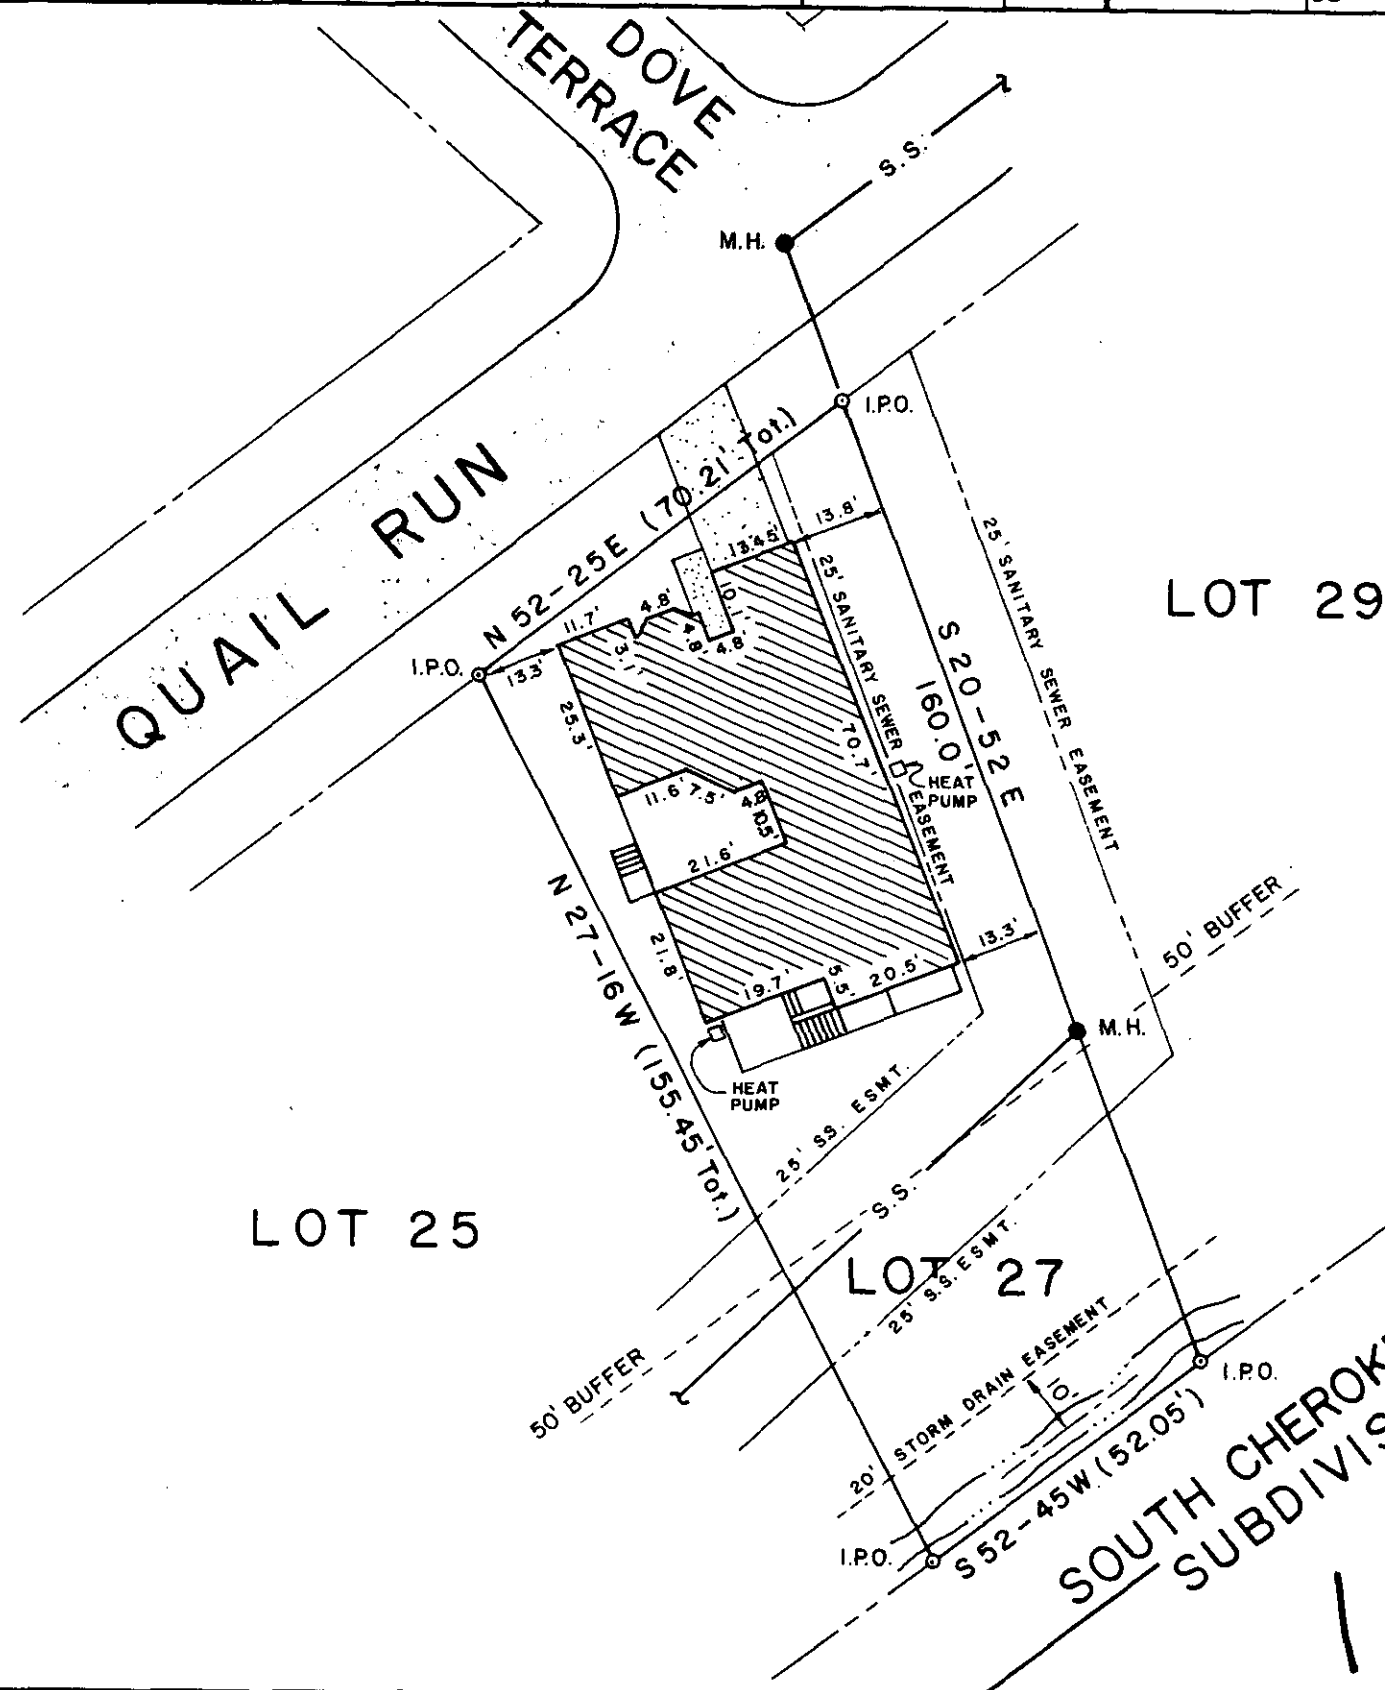 DOVE
TERRACE
S.S.
M.H.
I.P.O.
QUAIL RUN
N 52-25E (70.21' Tot.)
13.8'
13.45'
25' SANITARY SEWER EASEMENT
LOT 29
10.1'
4.8'
11.7'
4.8'
4.8'
3.1'
I.P.O.
13.3'
25.3'
25' SANITARY SEWER EASEMENT
S 20-52 E
160.0'
70.7'
HEAT
PUMP
11.6'
7.5'
4.8'
10.5'
21.6'
N 27-16W (155.45' Tot.)
21.8'
19.7'
5.5'
20.5'
13.3'
50' BUFFER
M.H.
HEAT
PUMP
25' SS. ESMT.
S.S.
LOT 25
LOT 27
25' S.S. ESMT.
50' BUFFER
20' STORM DRAIN EASEMENT
10'
I.P.O.
I.P.O.
S52-45W (52.05')
SOUTH CHEROK
SUBDIVIS